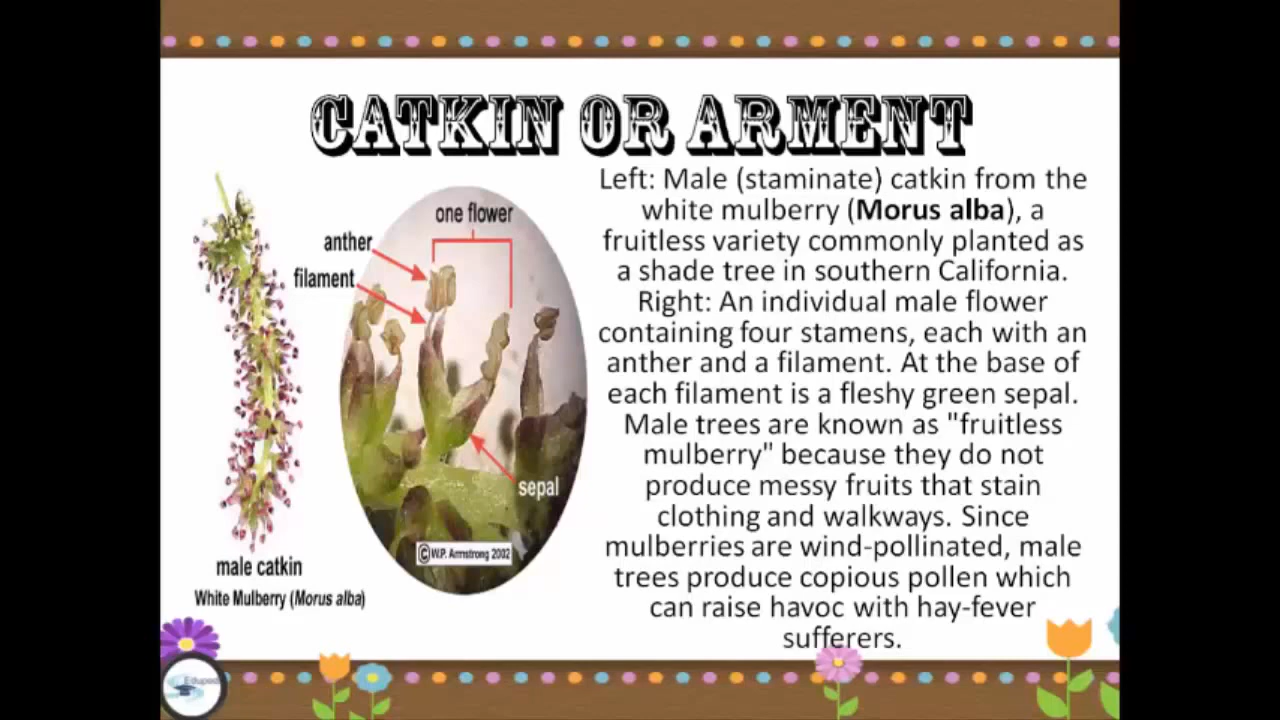 CATKIN OR ARMENT
Left: Male (staminate) catkin from the
white mulberry (Morus alba), a
fruitless variety commonly planted as
a shade tree in southern California.
Right: An individual male flower
containing four stamens, each with an
anther and a filament. At the base of
each filament is a fleshy green sepal.
Male trees are known as "fruitless
mulberry" because they do not
produce messy fruits that stain
clothing and walkways. Since
mulberries are wind-pollinated, male
trees produce copious pollen which
can raise havoc with hay-fever
sufferers.
one flower
anther
filament
sepal
©W.P. Armstrong 2002
male catkin
White Mulberry (Morus alba)